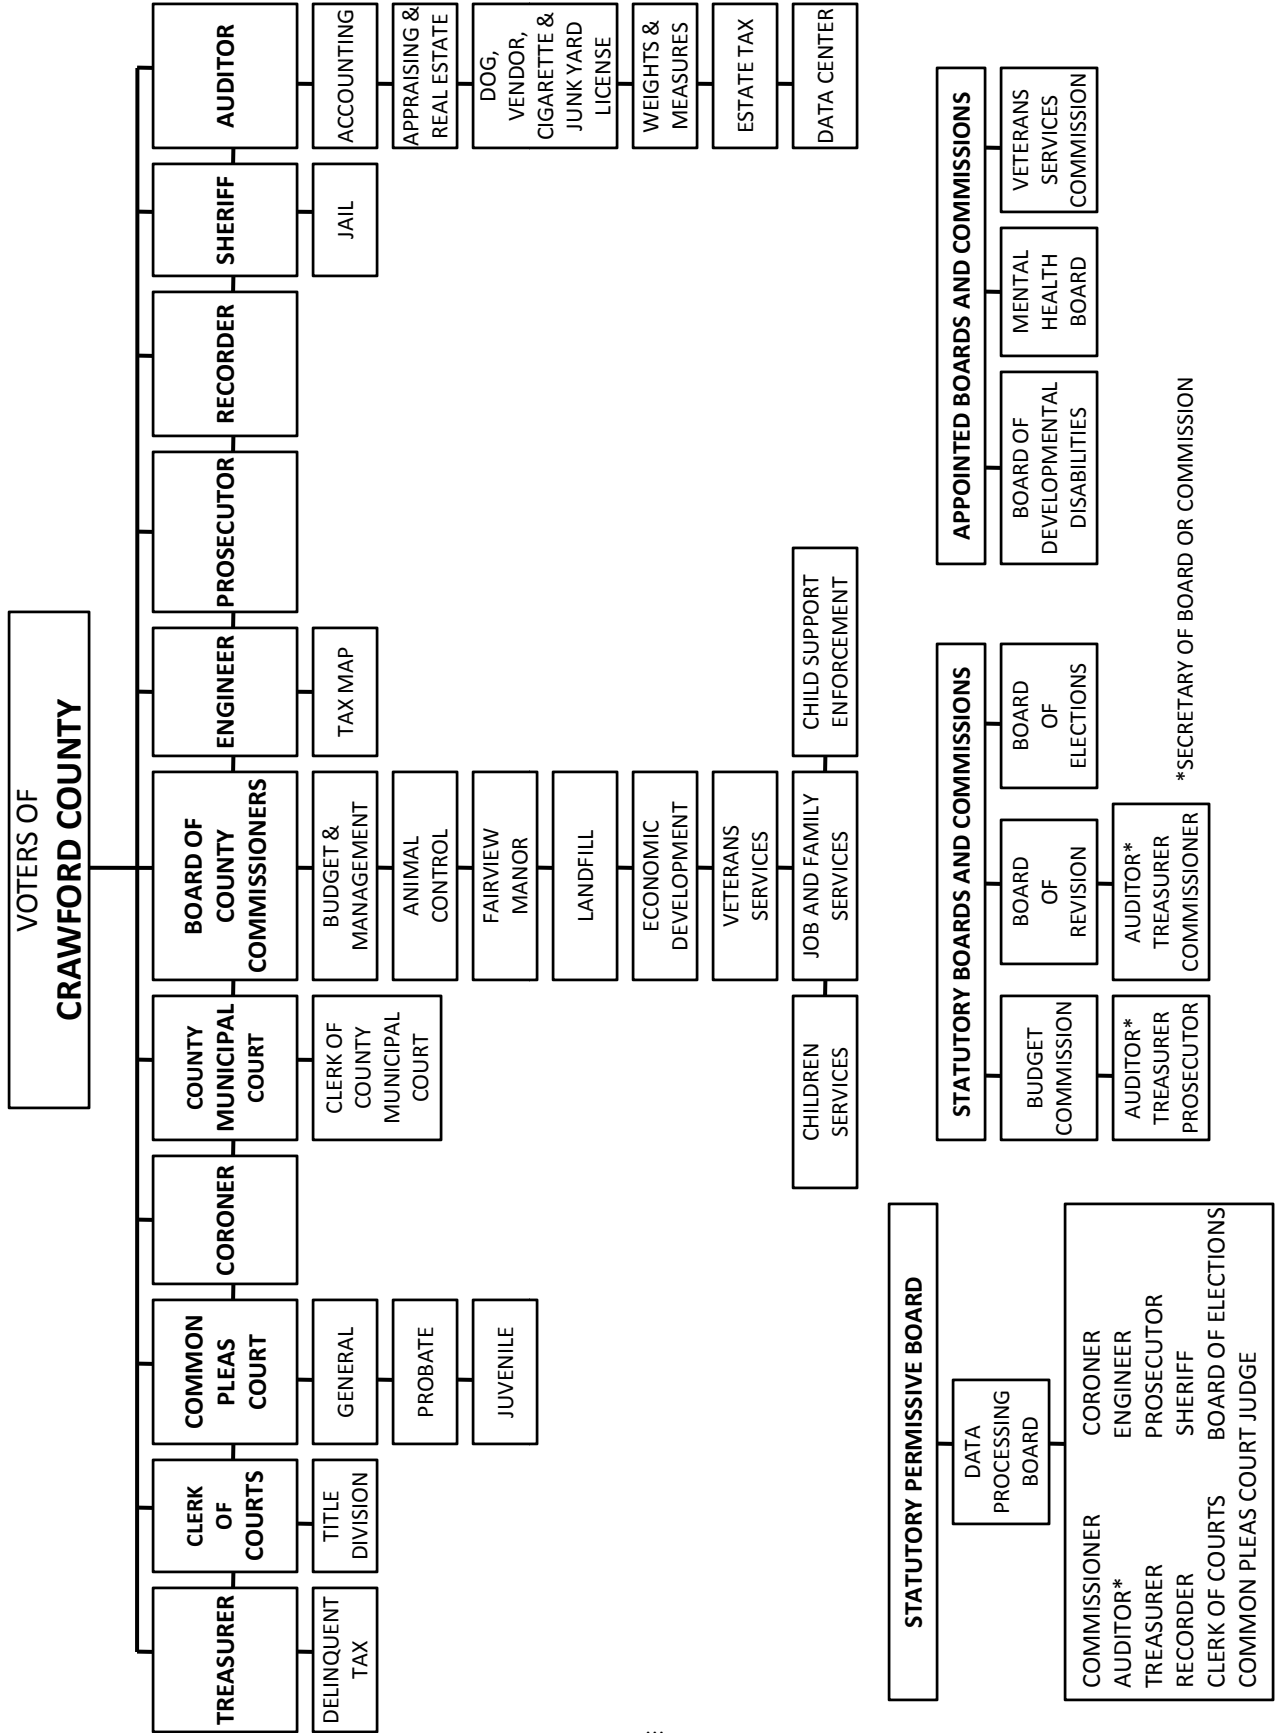 VOTERS OF
CRAWFORD COUNTY
TREASURER
DELINQUENT
TAX
CLERK
OF
COURTS
TITLE
DIVISION
COMMON
PLEAS
COURT
GENERAL
PROBATE
JUVENILE
CORONER
COUNTY
MUNICIPAL
COURT
CLERK OF
COUNTY
MUNICIPAL
COURT
BOARD OF
COUNTY
COMMISSIONERS
BUDGET &
MANAGEMENT
ANIMAL
CONTROL
FAIRVIEW
MANOR
LANDFILL
ECONOMIC
DEVELOPMENT
VETERANS
SERVICES
CHILDREN
SERVICES
JOB AND FAMILY
SERVICES
CHILD SUPPORT
ENFORCEMENT
ENGINEER
TAX MAP
PROSECUTOR
RECORDER
SHERIFF
JAIL
AUDITOR
ACCOUNTING
APPRAISING &
REAL ESTATE
DOG,
VENDOR,
CIGARETTE &
JUNK YARD
LICENSE
WEIGHTS &
MEASURES
ESTATE TAX
DATA CENTER
STATUTORY PERMISSIVE BOARD
DATA
PROCESSING
BOARD
COMMISSIONER CORONER
AUDITOR* ENGINEER
TREASURER PROSECUTOR
RECORDER SHERIFF
CLERK OF COURTS BOARD OF ELECTIONS
COMMON PLEAS COURT JUDGE
STATUTORY BOARDS AND COMMISSIONS
BUDGET
COMMISSION
AUDITOR*
TREASURER
PROSECUTOR
BOARD
OF
REVISION
AUDITOR*
TREASURER
COMMISSIONER
BOARD
OF
ELECTIONS
APPOINTED BOARDS AND COMMISSIONS
BOARD OF
DEVELOPMENTAL
DISABILITIES
MENTAL
HEALTH
BOARD
VETERANS
SERVICES
COMMISSION
*SECRETARY OF BOARD OR COMMISSION